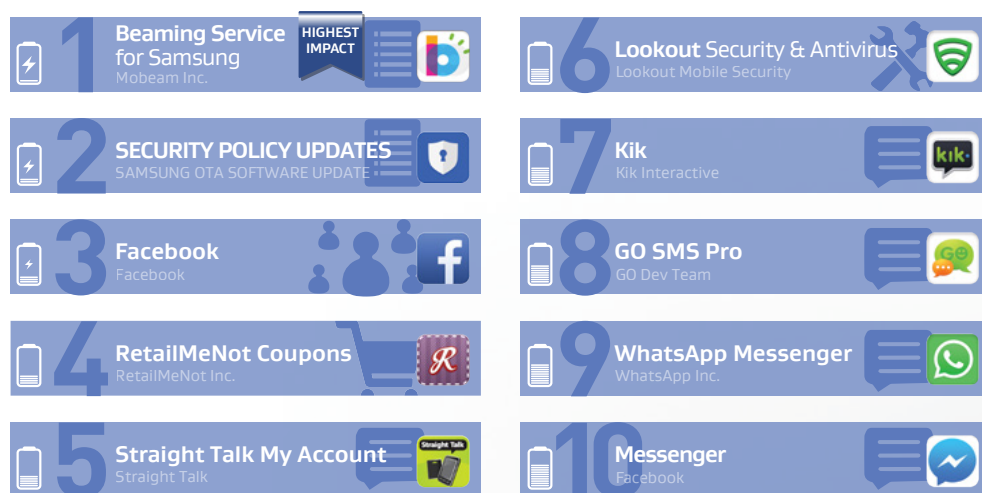 1
Beaming Service
for Samsung
Mobeam Inc.
HIGHEST
IMPACT
b
2
SECURITY POLICY UPDATES
SAMSUNG OTA SOFTWARE UPDATE
3
Facebook
Facebook
f
4
RetailMeNot Coupons
RetailMeNot Inc.
R
5
Straight Talk My Account
Straight Talk
Straight Talk
6
Lookout Security & Antivirus
Lookout Mobile Security
7
Kik
Kik Interactive
kik
8
GO SMS Pro
GO Dev Team
GO
9
WhatsApp Messenger
WhatsApp Inc.
10
Messenger
Facebook